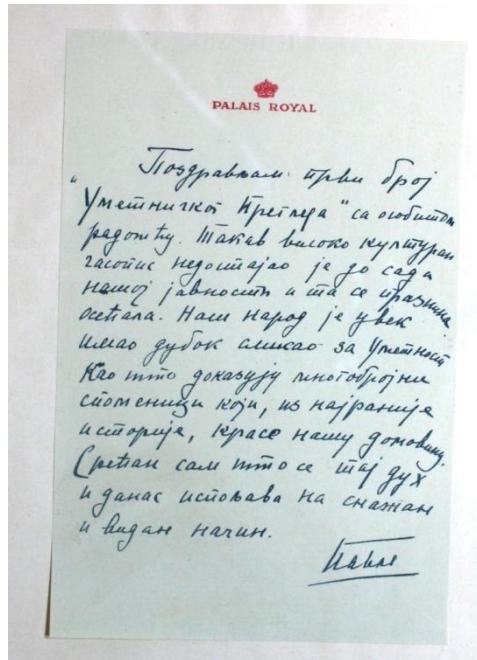 PALAIS ROYAL
Поздрављам први број
"Уметничког Прегледа" са особитом
радошћу. Такав високо културан
часопис недостајао је до сада
нашој јавности и та се празнина
осећала. Наш народ је увек
имао дубок смисао за Уметност
као што доказују многобројни
споменици који, из најраније
историје, красе нашу домовину.
Срећан сам што се тај дух
и данас испољава на снажан
и видан начин.
Павле